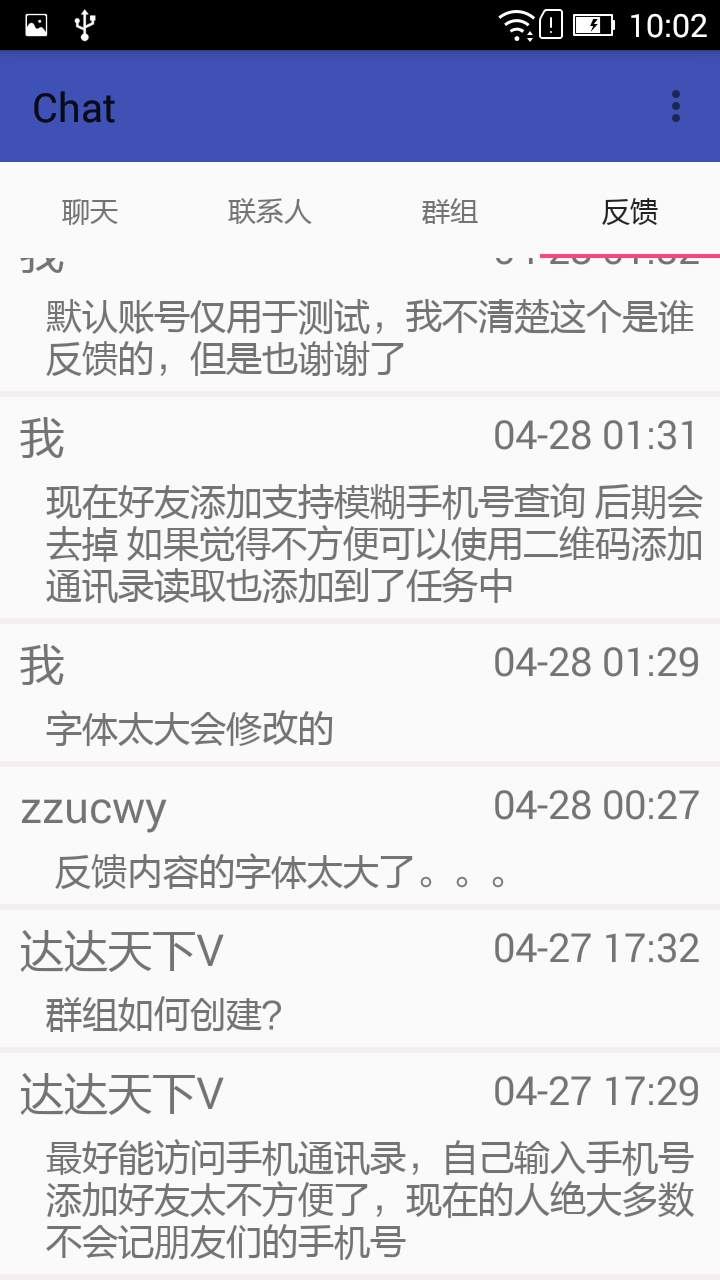 10:02
Chat
聊天 联系人 群组 反馈
我 04-28 01:32
默认账号仅用于测试，我不清楚这个是谁
反馈的，但是也谢谢了
我 04-28 01:31
现在好友添加支持模糊手机号查询 后期会
去掉 如果觉得不方便可以使用二维码添加
通讯录读取也添加到了任务中
我 04-28 01:29
字体太大会修改的
zzucwy 04-28 00:27
反馈内容的字体太大了。。。
达达天下V 04-27 17:32
群组如何创建?
达达天下V 04-27 17:29
最好能访问手机通讯录，自己输入手机号
添加好友太不方便了，现在的人绝大多数
不会记朋友们的手机号